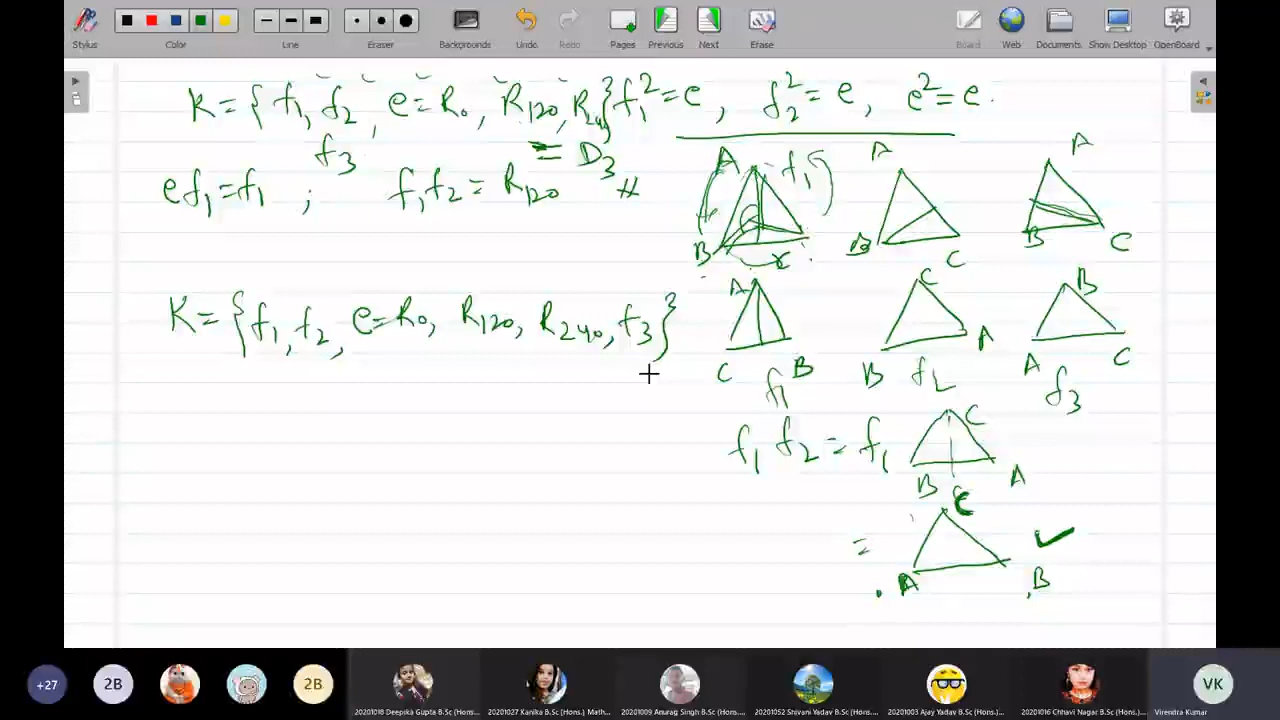 Stylus Color Line Eraser Backgrounds Undo Redo Pages Previous Next Erase Board Web Documents Show Desktop OpenBoard
K = { f₁, f₂, e = R₀, R₁₂₀, R₂₄₀} f₁² = e, f₂² = e, e² = e.
f₃
= D₃
ef₁ = f₁ ; f₁f₂ = R₁₂₀
A f₁ A A
B C B C B C
K = { f₁, f₂, e = R₀, R₁₂₀, R₂₄₀, f₃ }
A C B
C B B A A C
f₁ f₂ f₃
f₁ f₂ = f₁ C
B A
= C ✓
A B
+27 2B 2B VK
20201018 Deepika Gupta B.Sc (Hons....
20201027 Kanika B.Sc (Hons.) Math...
20201009 Anurag Singh B.Sc (Hons...
20201052 Shivani Yadav B.Sc (Hons.)...
20201003 Ajay Yadav B.Sc (Hons.)...
20201016 Chhavi Nagar B.Sc (Hons.)...
Virendra Kumar